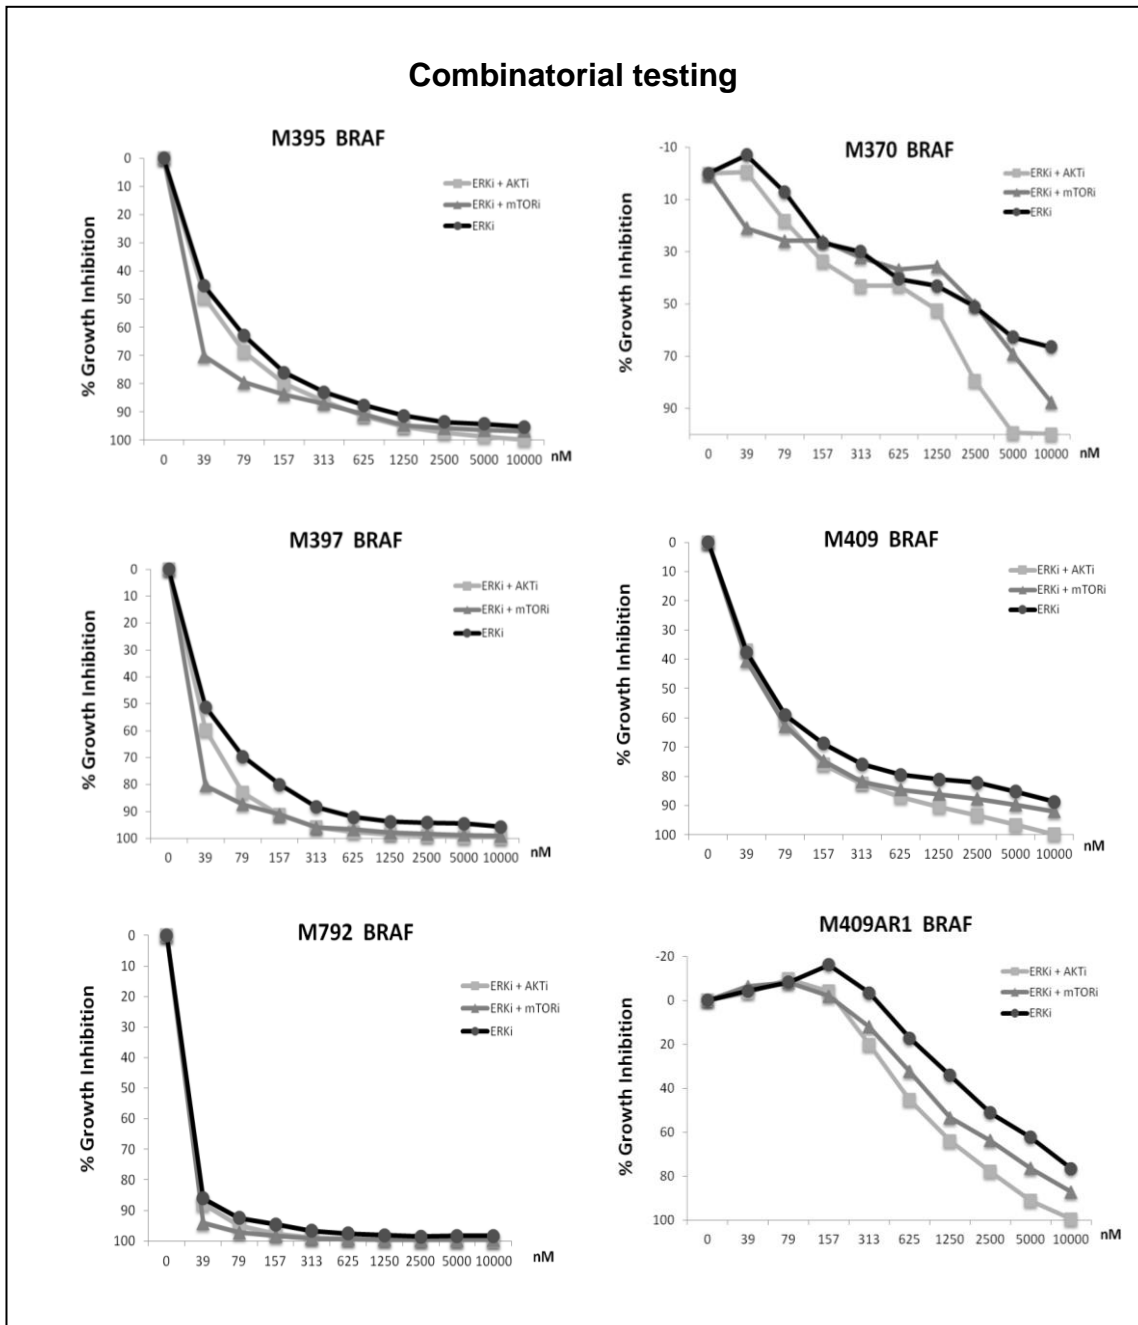 Combinatorial testing
M395 BRAF
% Growth Inhibition
0
10
20
30
40
50
60
70
80
90
100
ERKi + AKTi
ERKi + mTORi
ERKi
0 39 79 157 313 625 1250 2500 5000 10000 nM
M370 BRAF
% Growth Inhibition
-10
10
30
50
70
90
ERKi + AKTi
ERKi + mTORi
ERKi
0 39 79 157 313 625 1250 2500 5000 10000 nM
M397 BRAF
% Growth Inhibition
0
10
20
30
40
50
60
70
80
90
100
ERKi + AKTi
ERKi + mTORi
ERKi
0 39 79 157 313 625 1250 2500 5000 10000 nM
M409 BRAF
% Growth Inhibition
0
10
20
30
40
50
60
70
80
90
100
ERKi + AKTi
ERKi + mTORi
ERKi
0 39 79 157 313 625 1250 2500 5000 10000 nM
M792 BRAF
% Growth Inhibition
0
10
20
30
40
50
60
70
80
90
100
ERKi + AKTi
ERKi + mTORi
ERKi
0 39 79 157 313 625 1250 2500 5000 10000 nM
M409AR1 BRAF
% Growth Inhibition
-20
0
20
40
60
80
100
ERKi + AKTi
ERKi + mTORi
ERKi
0 39 79 157 313 625 1250 2500 5000 10000 nM